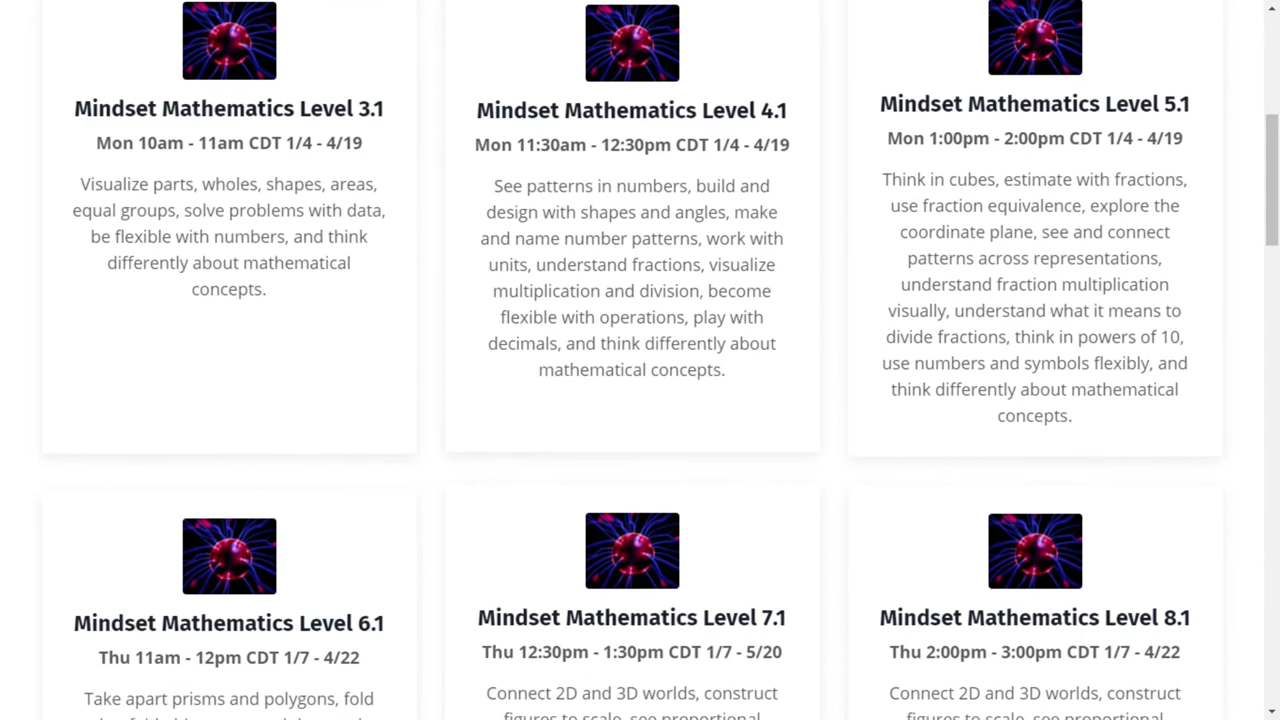 Mindset Mathematics Level 3.1
Mon 10am - 11am CDT 1/4 - 4/19
Visualize parts, wholes, shapes, areas,
equal groups, solve problems with data,
be flexible with numbers, and think
differently about mathematical
concepts.
Mindset Mathematics Level 4.1
Mon 11:30am - 12:30pm CDT 1/4 - 4/19
See patterns in numbers, build and
design with shapes and angles, make
and name number patterns, work with
units, understand fractions, visualize
multiplication and division, become
flexible with operations, play with
decimals, and think differently about
mathematical concepts.
Mindset Mathematics Level 5.1
Mon 1:00pm - 2:00pm CDT 1/4 - 4/19
Think in cubes, estimate with fractions,
use fraction equivalence, explore the
coordinate plane, see and connect
patterns across representations,
understand fraction multiplication
visually, understand what it means to
divide fractions, think in powers of 10,
use numbers and symbols flexibly, and
think differently about mathematical
concepts.
Mindset Mathematics Level 6.1
Thu 11am - 12pm CDT 1/7 - 4/22
Take apart prisms and polygons, fold
Mindset Mathematics Level 7.1
Thu 12:30pm - 1:30pm CDT 1/7 - 5/20
Connect 2D and 3D worlds, construct
figures to scale, see proportional
Mindset Mathematics Level 8.1
Thu 2:00pm - 3:00pm CDT 1/7 - 4/22
Connect 2D and 3D worlds, construct
figures to scale, see proportional